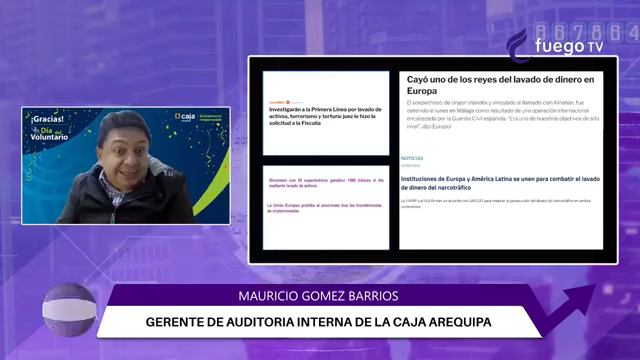 fuego TV
¡Gracias!
Día del
Voluntario
caja
Investigarán a la Primera Línea por lavado de
activos, terrorismo y tortura: juez le hizo la
solicitud a la Fiscalía
Cayó uno de los reyes del lavado de dinero en
Europa
El sospechoso, de origen irlandés y vinculado al llamado clan Kinahan, fue
detenido el lunes en Málaga como resultado de una operación internacional
encabezada por la Guardia Civil española. "Era uno de nuestros objetivos de alto
nivel", dijo Europol
mediante lavado de activos
La Unión Europea prohíbe el anonimato tras las transferencias
de criptomonedas
NOTICIAS
Instituciones de Europa y América Latina se unen para combatir el lavado
de dinero del narcotráfico
MAURICIO GOMEZ BARRIOS
GERENTE DE AUDITORIA INTERNA DE LA CAJA AREQUIPA